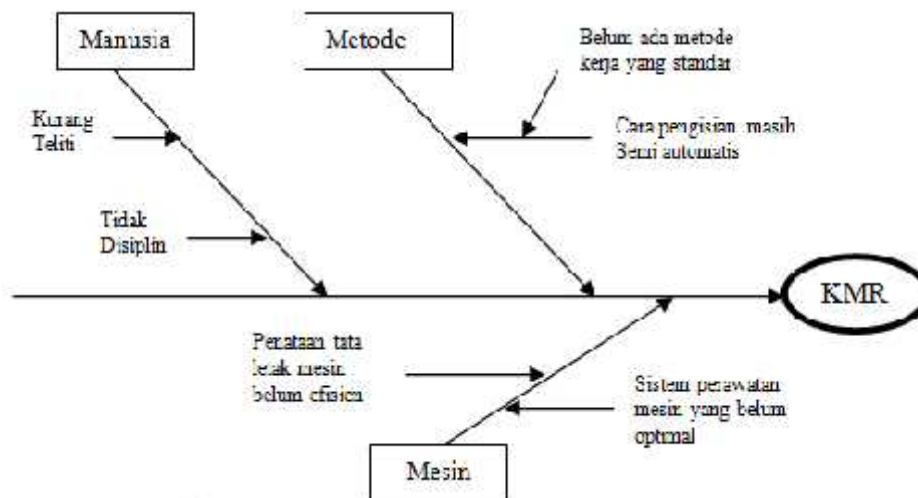 Manusia
Metode
Belum ada metode
kerja yang standar
Kurang
Teliti
Cara pengisian masih
Semi automatis
Tidak
Disiplin
KMR
Penataan tata
letak mesin
belum efisien
Sistem perawatan
mesin yang belum
optimal
Mesin